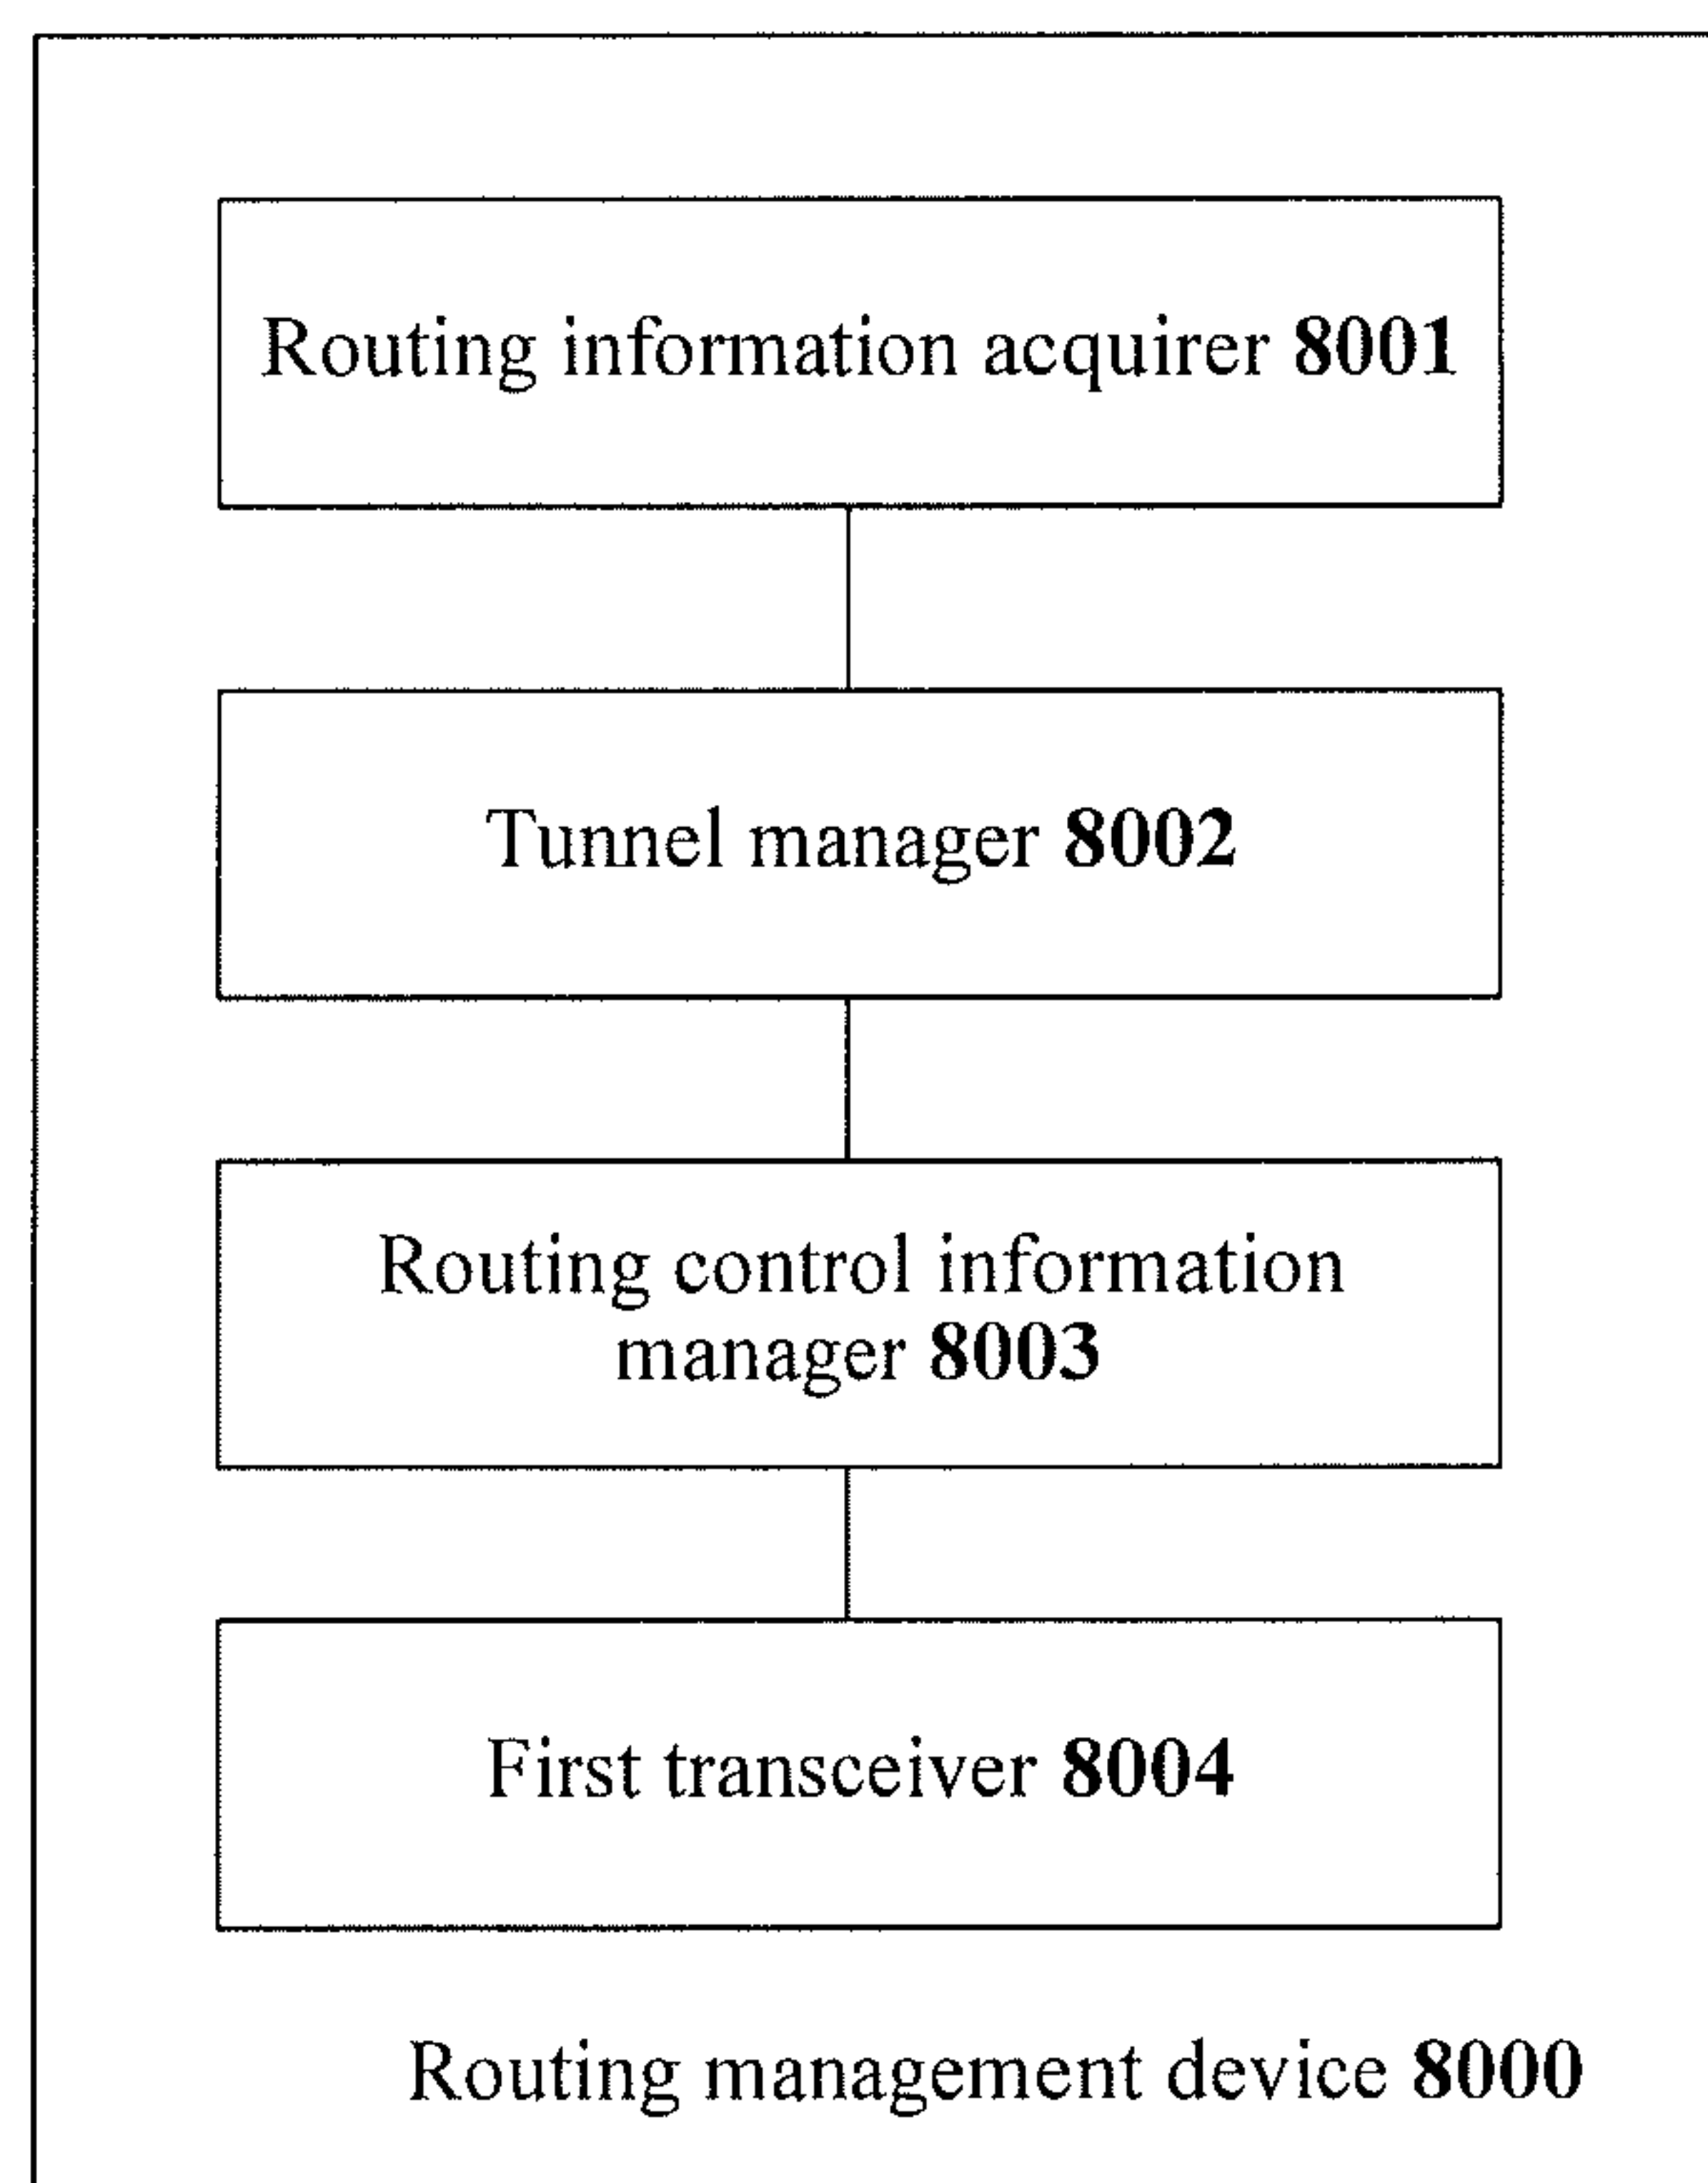 Routing information acquirer 8001
Tunnel manager 8002
Routing control information
manager 8003
First transceiver 8004
Routing management device 8000